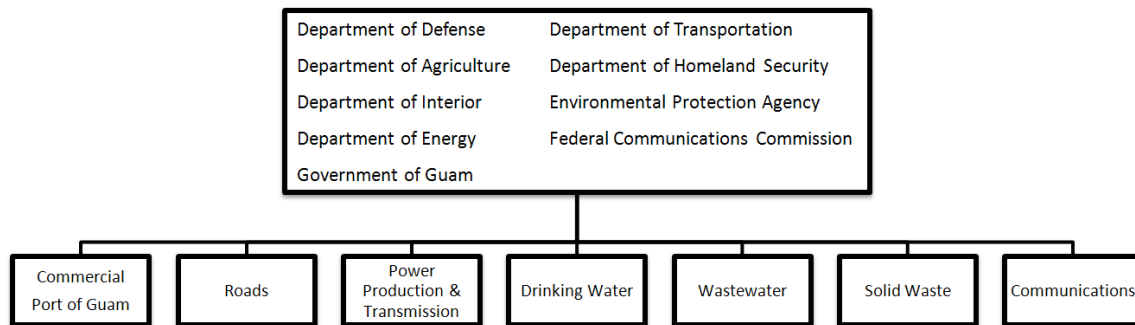 Department of Defense
Department of Transportation
Department of Agriculture
Department of Homeland Security
Department of Interior
Environmental Protection Agency
Department of Energy
Federal Communications Commission
Government of Guam
Commercial
Port of Guam
Roads
Power
Production &
Transmission
Drinking Water
Wastewater
Solid Waste
Communications